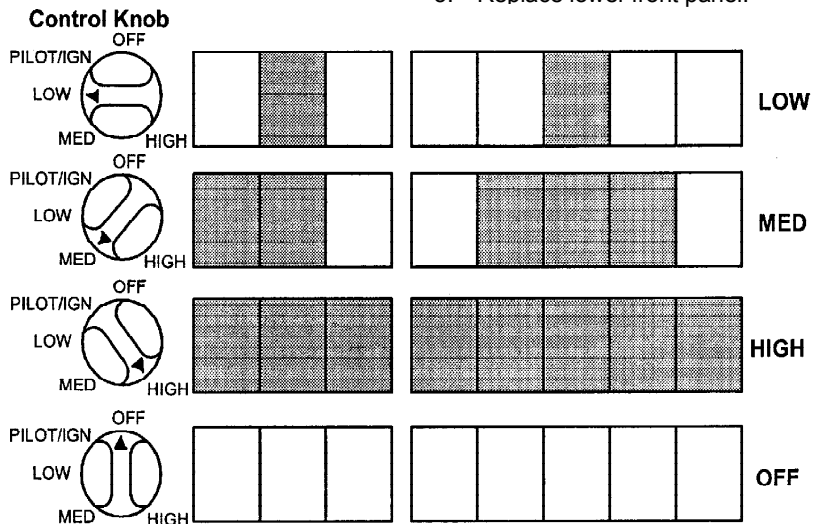 Replace lower front panel.
Control Knob
OFF
PILOT/IGN
LOW
MED
HIGH
LOW
OFF
PILOT/IGN
LOW
MED
HIGH
MED
OFF
PILOT/IGN
LOW
MED
HIGH
HIGH
OFF
PILOT/IGN
LOW
MED
HIGH
OFF